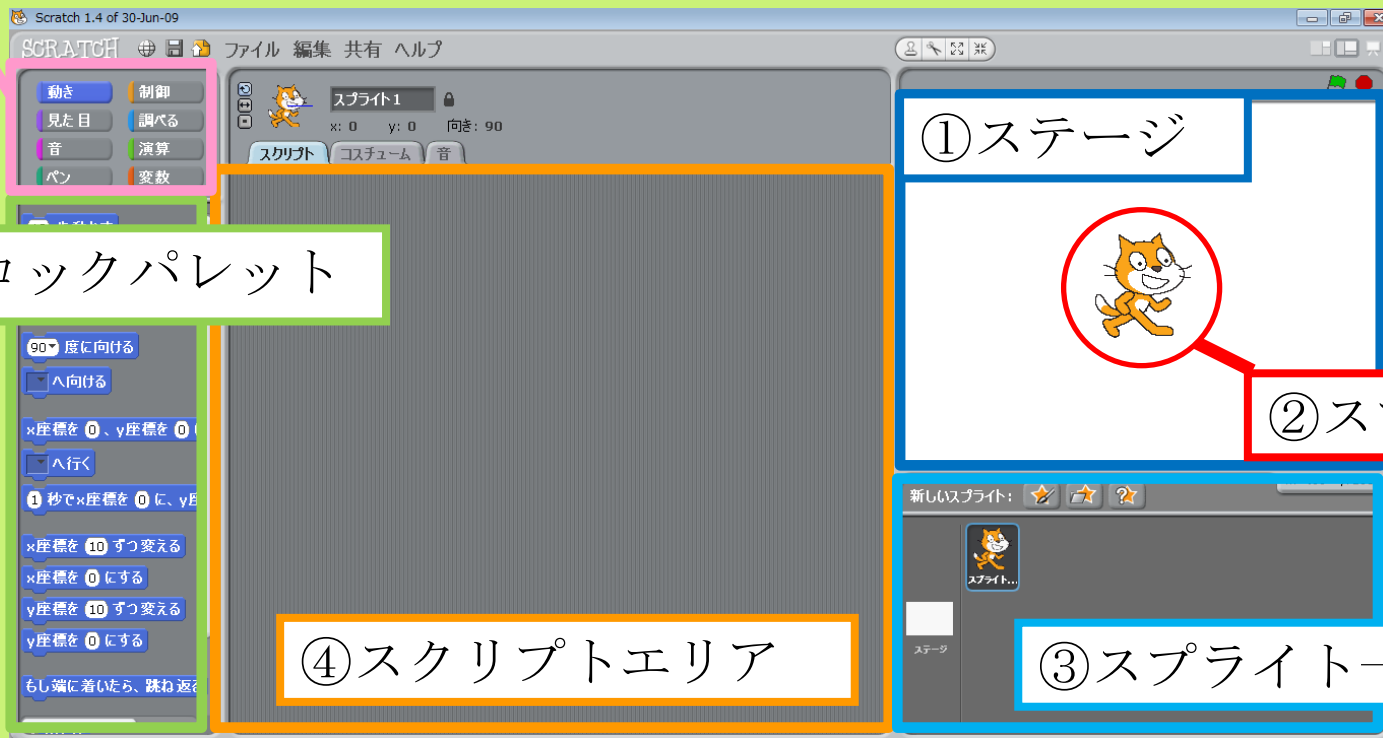 Scratch 1.4 of 30-Jun-09
SCRATCH
ファイル 編集 共有 ヘルプ
動き 制御
見た目 調べる
音 演算
ペン 変数
スプライト1
x: 0 y: 0 向き: 90
スクリプト コスチューム 音
①ステージ
ロックパレット
90 度に向ける
へ向ける
x座標を 0 、y座標を 0
へ行く
1 秒でx座標を 0 に、y座
x座標を 10 ずつ変える
x座標を 0 にする
y座標を 10 ずつ変える
y座標を 0 にする
もし端に着いたら、跳ね返る
②ス
新しいスプライト:
スプライト...
ステージ
③スプライト一
④スクリプトエリア